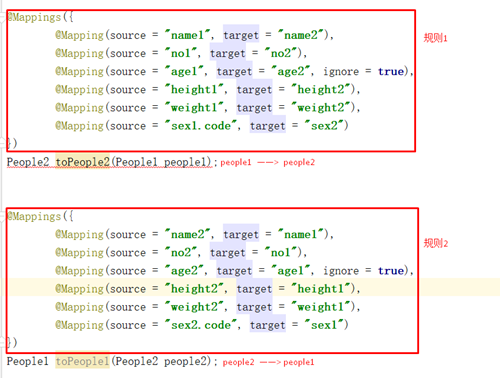 @Mappings({
@Mapping(source = "name1", target = "name2"),
规则1
@Mapping(source = "no1", target = "no2"),
@Mapping(source = "age1", target = "age2", ignore = true),
@Mapping(source = "height1", target = "height2"),
@Mapping(source = "weight1", target = "weight2"),
@Mapping(source = "sex1.code", target = "sex2")
})
People2 toPeople2(People1 people1); people1 ——> people2
@Mappings({
@Mapping(source = "name2", target = "name1"),
规则2
@Mapping(source = "no2", target = "no1"),
@Mapping(source = "age2", target = "age1", ignore = true),
@Mapping(source = "height2", target = "height1"),
@Mapping(source = "weight2", target = "weight1"),
@Mapping(source = "sex2.code", target = "sex1")
})
People1 toPeople1(People2 people2); people2 ——> people1